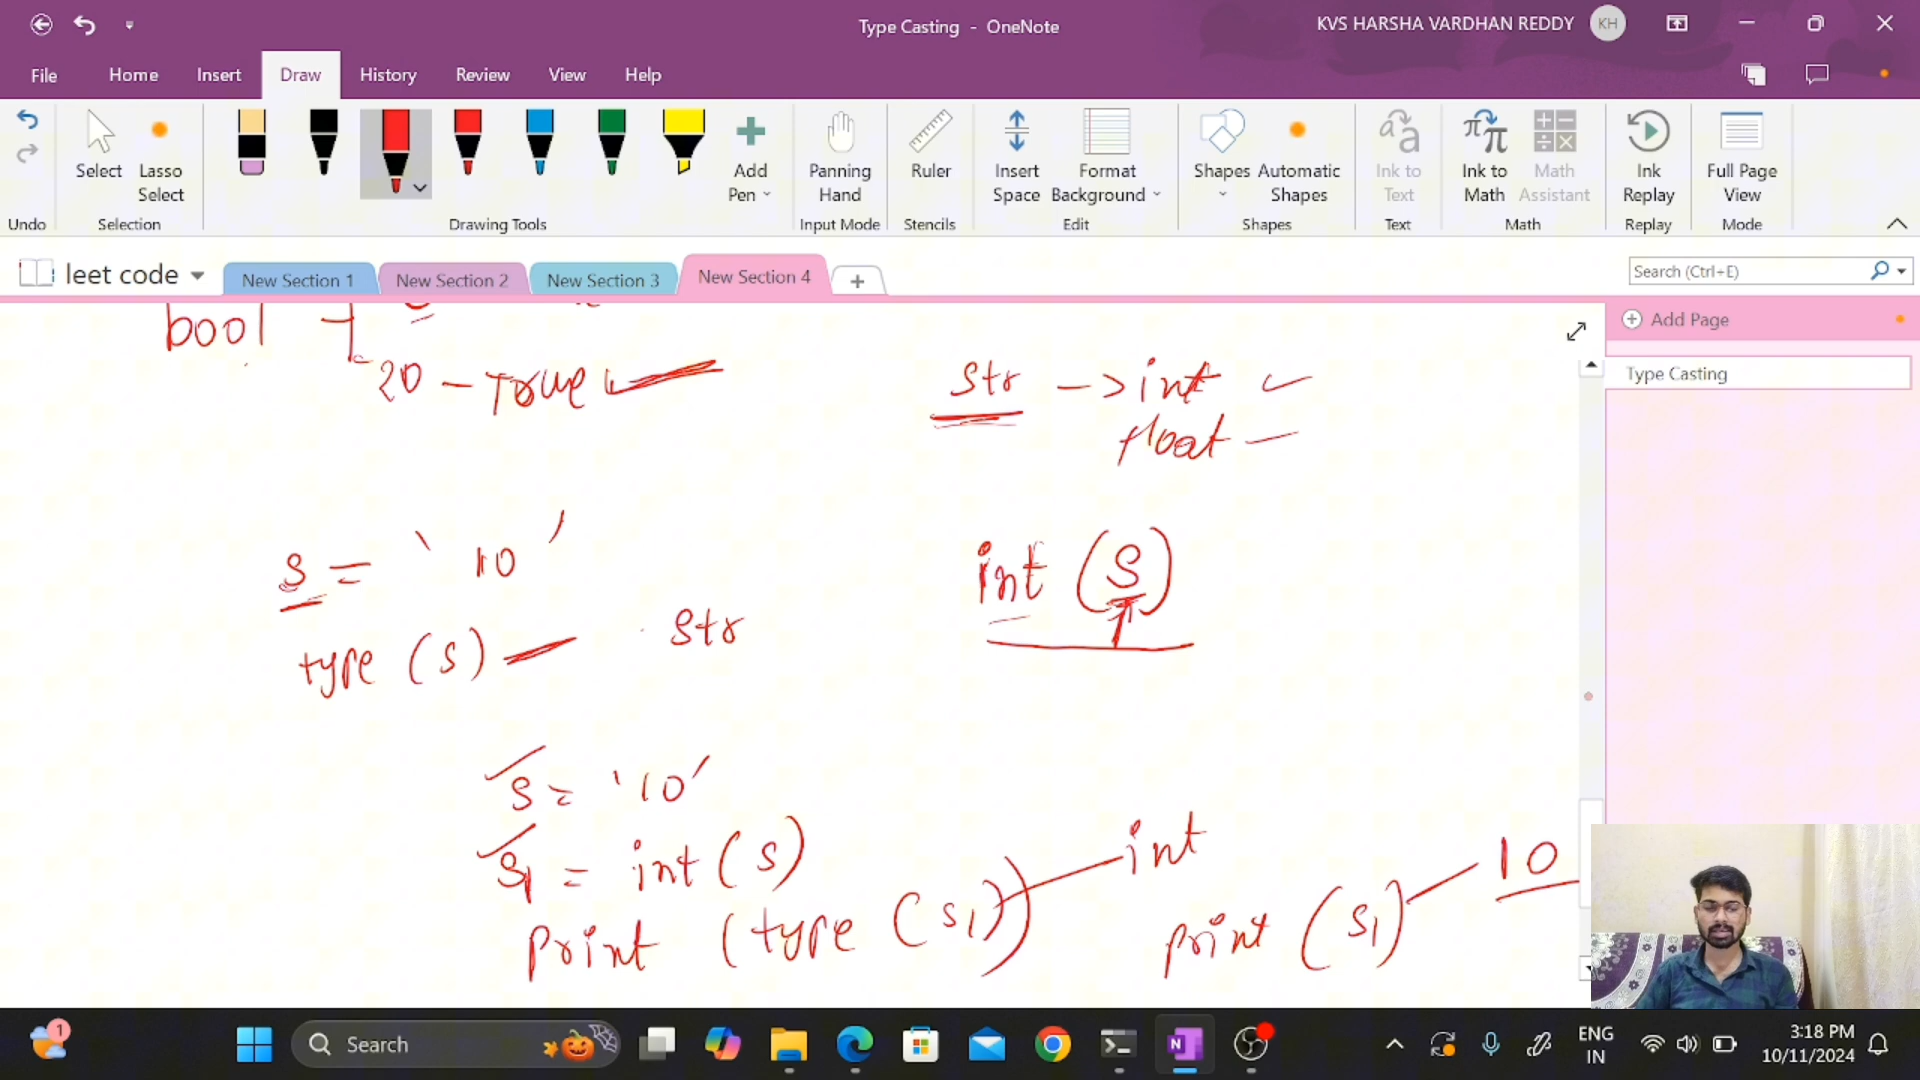 Type Casting - OneNote
KVS HARSHA VARDHAN REDDY KH
File Home Insert Draw History Review View Help
Select Lasso Select
Add Pen
Panning Hand
Ruler
Insert Space
Format Background
Shapes Automatic Shapes
Ink to Text
Ink to Math
Math Assistant
Ink Replay
Full Page View
Undo Selection Drawing Tools Input Mode Stencils Edit Shapes Text Math Replay Mode
leet code New Section 1 New Section 2 New Section 3 New Section 4 +
Search (Ctrl+E)
Add Page
Type Casting
bool
20 - True
str -> int
float
s = ' 10 '
type (s) - str
int (s)
s = '10'
s1 = int (s)
print (type (s1)) - int
print (s1) - 10
1
Search
N
ENG
IN
3:18 PM
10/11/2024